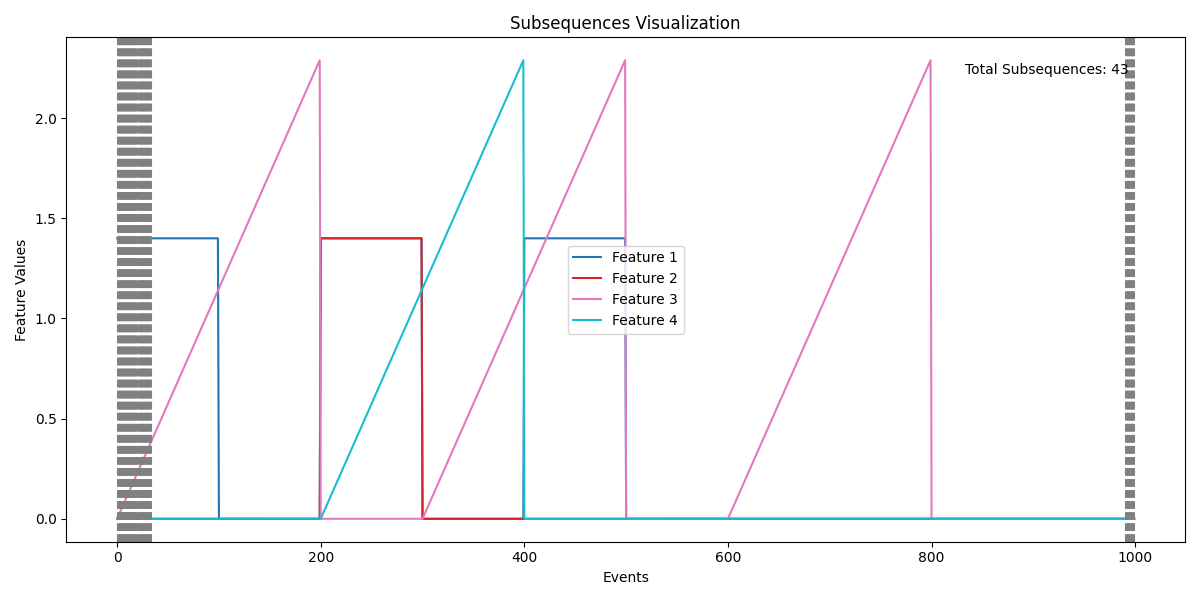 Subsequences Visualization
Total Subsequences: 43
Feature Values
2.0
1.5
1.0
0.5
0.0
Feature 1
Feature 2
Feature 3
Feature 4
0
200
400
600
800
1000
Events